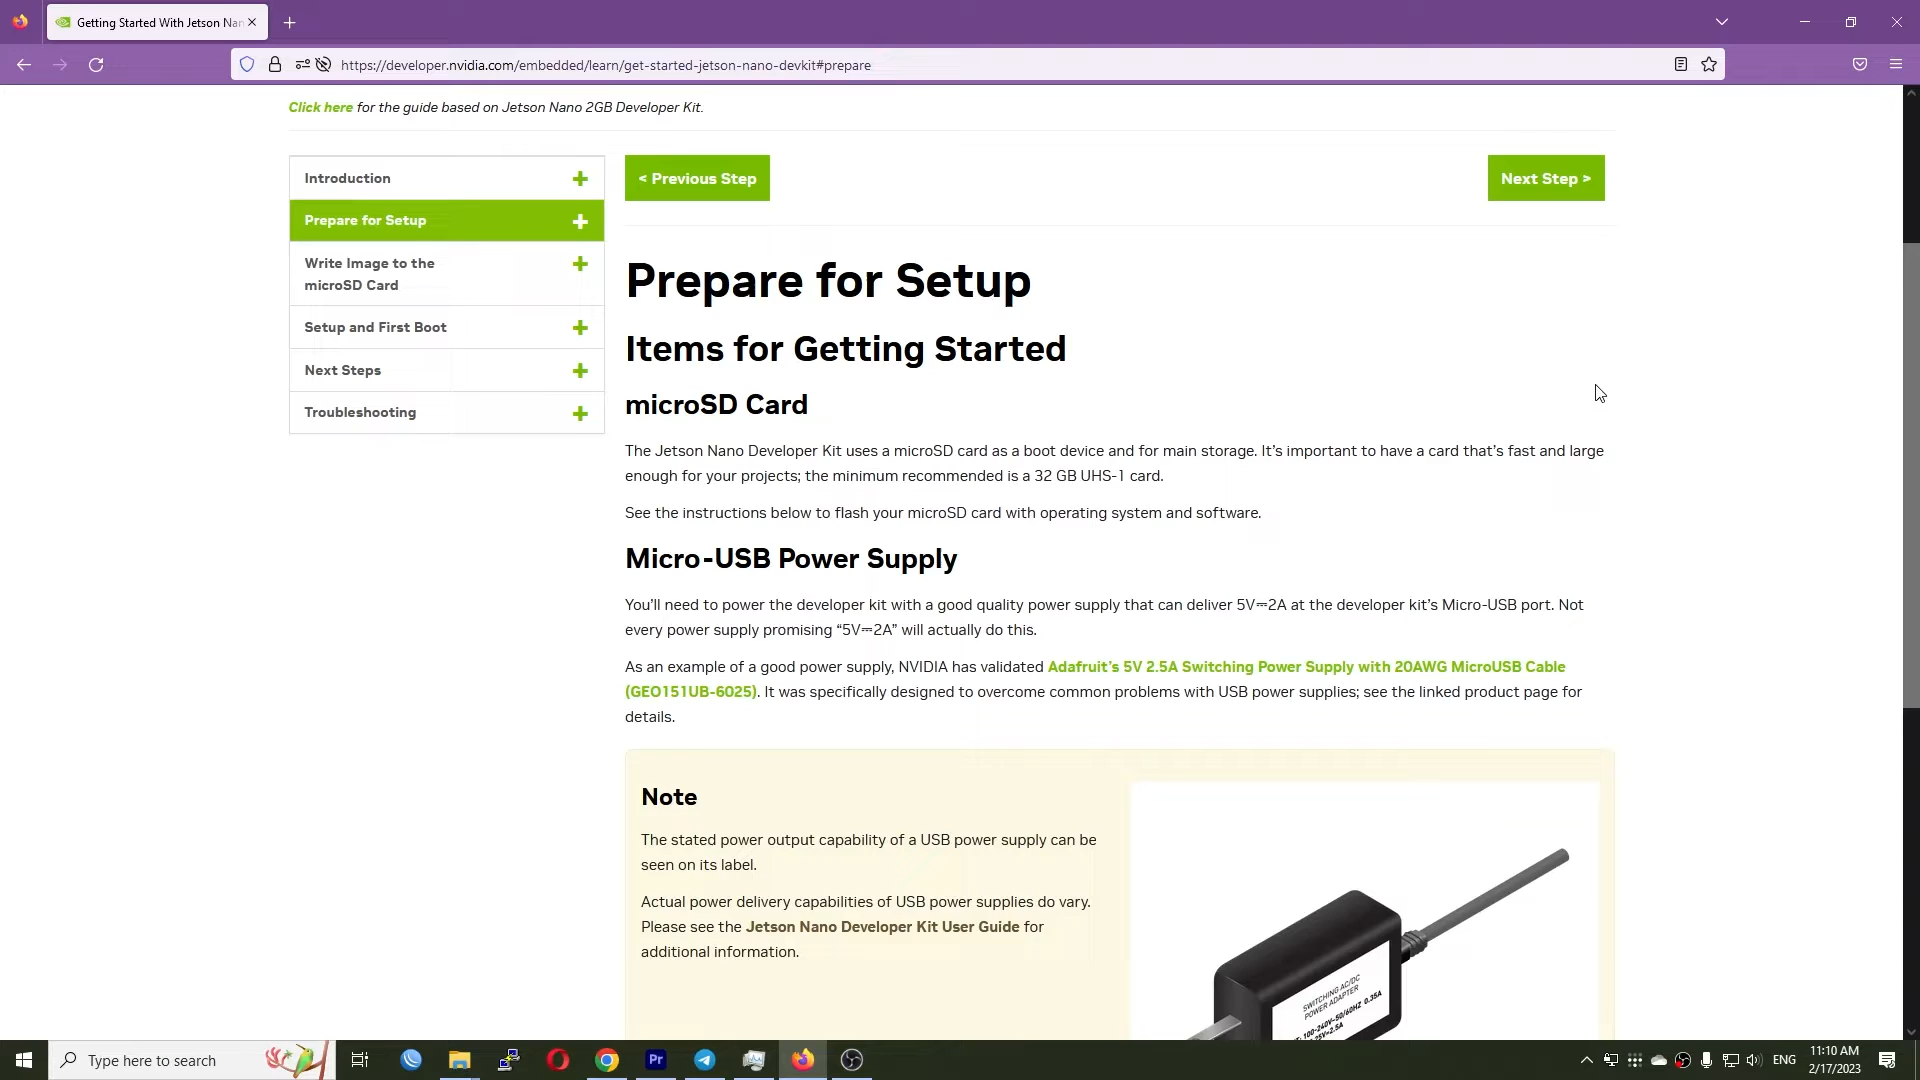 Getting Started With Jetson Nan
https://developer.nvidia.com/embedded/learn/get-started-jetson-nano-devkit#prepare
Click here for the guide based on Jetson Nano 2GB Developer Kit.
Introduction
Prepare for Setup
Write Image to the
microSD Card
Setup and First Boot
Next Steps
Troubleshooting
< Previous Step
Next Step >
Prepare for Setup
Items for Getting Started
microSD Card
The Jetson Nano Developer Kit uses a microSD card as a boot device and for main storage. It’s important to have a card that’s fast and large
enough for your projects; the minimum recommended is a 32 GB UHS-1 card.
See the instructions below to flash your microSD card with operating system and software.
Micro-USB Power Supply
You’ll need to power the developer kit with a good quality power supply that can deliver 5V⎓2A at the developer kit’s Micro-USB port. Not
every power supply promising “5V⎓2A” will actually do this.
As an example of a good power supply, NVIDIA has validated Adafruit’s 5V 2.5A Switching Power Supply with 20AWG MicroUSB Cable
(GEO151UB-6025). It was specifically designed to overcome common problems with USB power supplies; see the linked product page for
details.
Note
The stated power output capability of a USB power supply can be
seen on its label.
Actual power delivery capabilities of USB power supplies do vary.
Please see the Jetson Nano Developer Kit User Guide for
additional information.
SWITCHING AC/DC
POWER ADAPTER
100-240V~50/60HZ 0.35A
Type here to search
Pr
ENG
11:10 AM
2/17/2023